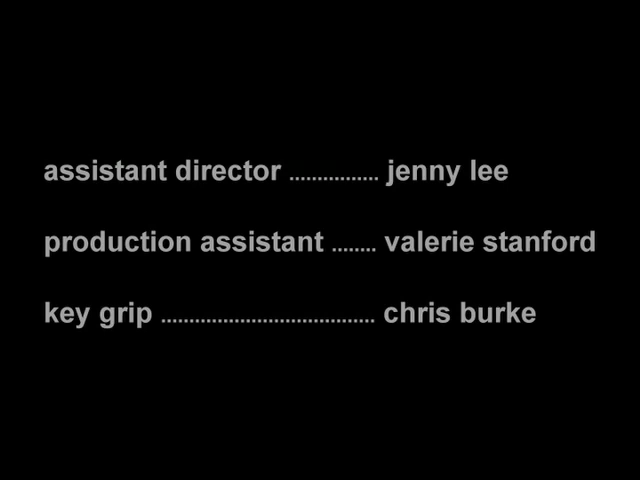 assistant director ................ jenny lee
production assistant ........ valerie stanford
key grip ...................................... chris burke